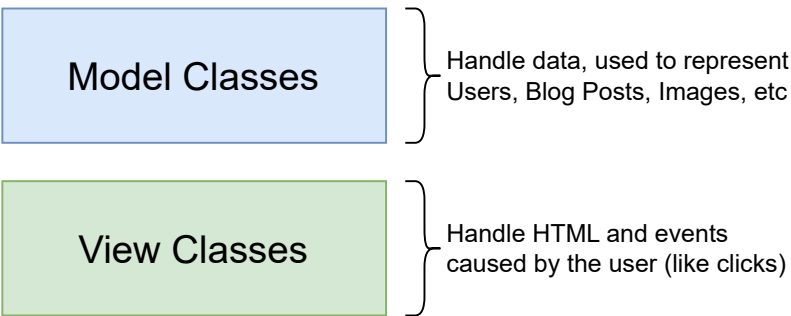 Model Classes
Handle data, used to represent
Users, Blog Posts, Images, etc
View Classes
Handle HTML and events
caused by the user (like clicks)